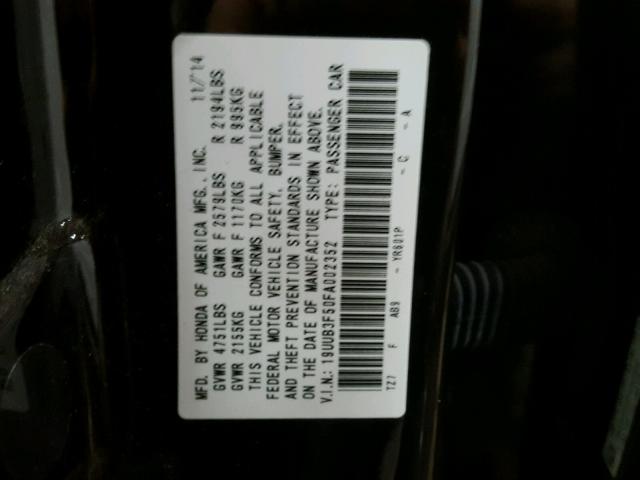 MFD. BY HONDA OF AMERICA MFG., INC. 11/14
GVWR 4751LBS GAWR F 2579LBS R 2194LBS
GVWR 2155KG GAWR F 1170KG R 995KG
THIS VEHICLE CONFORMS TO ALL APPLICABLE
FEDERAL MOTOR VEHICLE SAFETY, BUMPER,
AND THEFT PREVENTION STANDARDS IN EFFECT
ON THE DATE OF MANUFACTURE SHOWN ABOVE.
V.I.N.: 19UUB3F50FA002352 TYPE: PASSENGER CAR
TZ7 F AB9 - YR601P - C - A